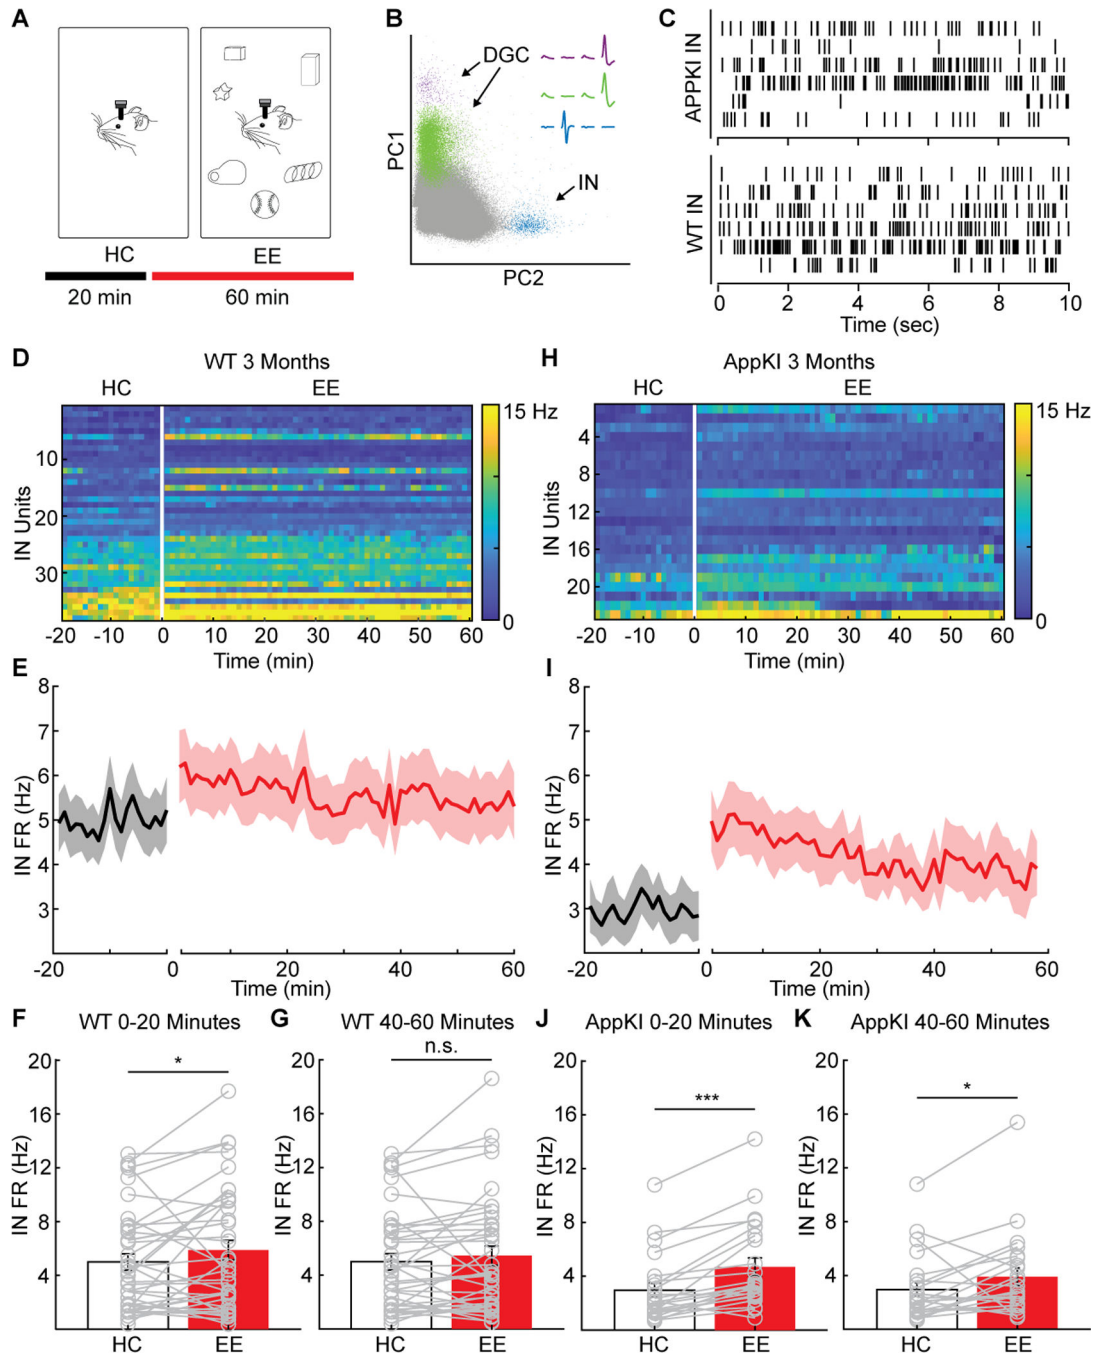 A
HC
EE
20 min
60 min
B
PC1
DGC
IN
PC2
C
APPKI IN
WT IN
0 2 4 6 8 10
Time (sec)
D
WT 3 Months
HC EE
IN Units
10
20
30
15 Hz
0
-20 -10 0 10 20 30 40 50 60
Time (min)
H
AppKI 3 Months
HC EE
4
8
12
16
20
15 Hz
0
-20 -10 0 10 20 30 40 50 60
Time (min)
E
IN FR (Hz)
8
7
6
5
4
3
-20 0 20 40 60
Time (min)
I
IN FR (Hz)
8
7
6
5
4
3
-20 0 20 40 60
Time (min)
F
WT 0-20 Minutes
*
IN FR (Hz)
20
16
12
8
4
HC EE
G
WT 40-60 Minutes
n.s.
IN FR (Hz)
20
16
12
8
4
HC EE
J
AppKI 0-20 Minutes
***
IN FR (Hz)
20
16
12
8
4
HC EE
K
AppKI 40-60 Minutes
*
IN FR (Hz)
20
16
12
8
4
HC EE